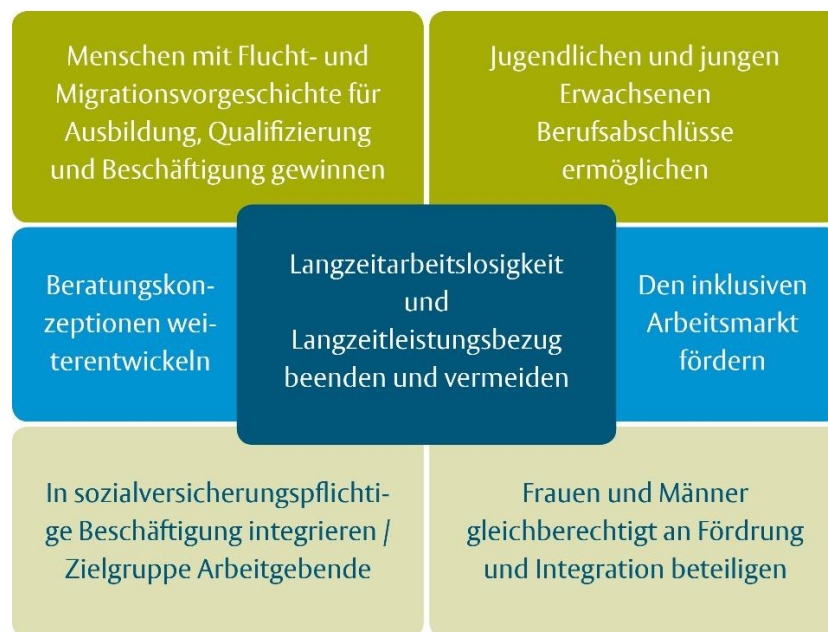 Menschen mit Flucht- und
Migrationsvorgeschichte für
Ausbildung, Qualifizierung
und Beschäftigung gewinnen
Jugendlichen und jungen
Erwachsenen
Berufsabschlüsse
ermöglichen
Beratungskon-
zeptionen wei-
terentwickeln
Langzeitarbeitslosigkeit
und
Langzeitleistungsbezug
beenden und vermeiden
Den inklusiven
Arbeitsmarkt
fördern
In sozialversicherungspflichti-
ge Beschäftigung integrieren /
Zielgruppe Arbeitgebende
Frauen und Männer
gleichberechtigt an Fördrung
und Integration beteiligen